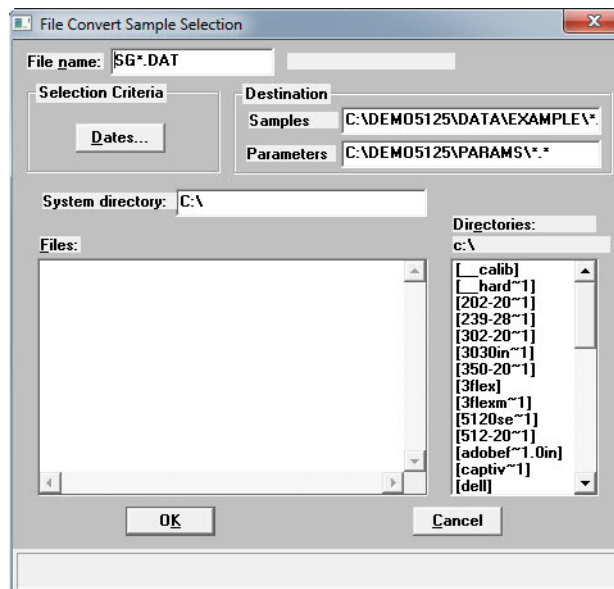 File Convert Sample Selection
File name: SG*.DAT
Selection Criteria
Dates...
Destination
Samples C:\DEMO5125\DATA\EXAMPLE\*.
Parameters C:\DEMO5125\PARAMS\*.*
System directory: C:\
Files:
Directories:
c:\
[__calib]
[__hard~1]
[202-20~1]
[239-28~1]
[302-20~1]
[3030in~1]
[350-20~1]
[3flex]
[3flexm~1]
[5120se~1]
[512-20~1]
[adobef~1.0in]
[captiv~1]
[dell]
OK
Cancel